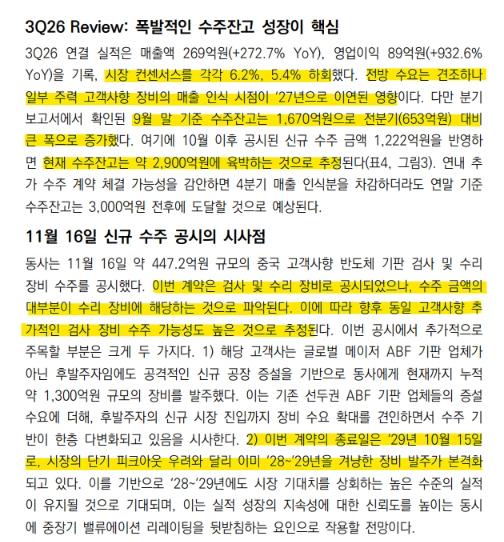 3Q26 Review: 폭발적인 수주잔고 성장이 핵심
3Q26 연결 실적은 매출액 269억원(+272.7% YoY), 영업이익 89억원(+932.6%
YoY)을 기록, 시장 컨센서스를 각각 6.2%, 5.4% 하회했다. 전방 수요는 견조하나
일부 주력 고객사향 장비의 매출 인식 시점이 ‘27년으로 이연된 영향이다. 다만 분기
보고서에서 확인된 9월 말 기준 수주잔고는 1,670억원으로 전분기(653억원) 대비
큰 폭으로 증가했다. 여기에 10월 이후 공시된 신규 수주 금액 1,222억원을 반영하
면 현재 수주잔고는 약 2,900억원에 육박하는 것으로 추정된다(표4, 그림3). 연내 추
가 수주 계약 체결 가능성을 감안하면 4분기 매출 인식분을 차감하더라도 연말 기준
수주잔고는 3,000억원 전후에 도달할 것으로 예상된다.
11월 16일 신규 수주 공시의 시사점
동사는 11월 16일 약 447.2억원 규모의 중국 고객사향 반도체 기판 검사 및 수리
장비 수주를 공시했다. 이번 계약은 검사 및 수리 장비로 공시되었으나, 수주 금액의
대부분이 수리 장비에 해당하는 것으로 파악된다. 이에 따라 향후 동일 고객사향 추
가적인 검사 장비 수주 가능성도 높은 것으로 추정된다. 이번 공시에서 추가적으로
주목할 부분은 크게 두 가지다. 1) 해당 고객사는 글로벌 메이저 ABF 기판 업체가
아닌 후발주자임에도 공격적인 신규 공장 증설을 기반으로 동사에게 현재까지 누적
약 1,300억원 규모의 장비를 발주했다. 이는 기존 선두권 ABF 기판 업체들의 증설
수요에 더해, 후발주자의 신규 시장 진입까지 장비 수요 확대를 견인하면서 수주 기
반이 한층 다변화되고 있음을 시사한다. 2) 이번 계약의 종료일은 ‘29년 10월 15일
로, 시장의 단기 피크아웃 우려와 달리 이미 ‘28~’29년을 겨냥한 장비 발주가 본격화
되고 있다. 이를 기반으로 ‘28~’29년에도 시장 기대치를 상회하는 높은 수준의 실적
이 유지될 것으로 기대되며, 이는 실적 성장의 지속성에 대한 신뢰도를 높이는 동시
에 중장기 밸류에이션 리레이팅을 뒷받침하는 요인으로 작용할 전망이다.